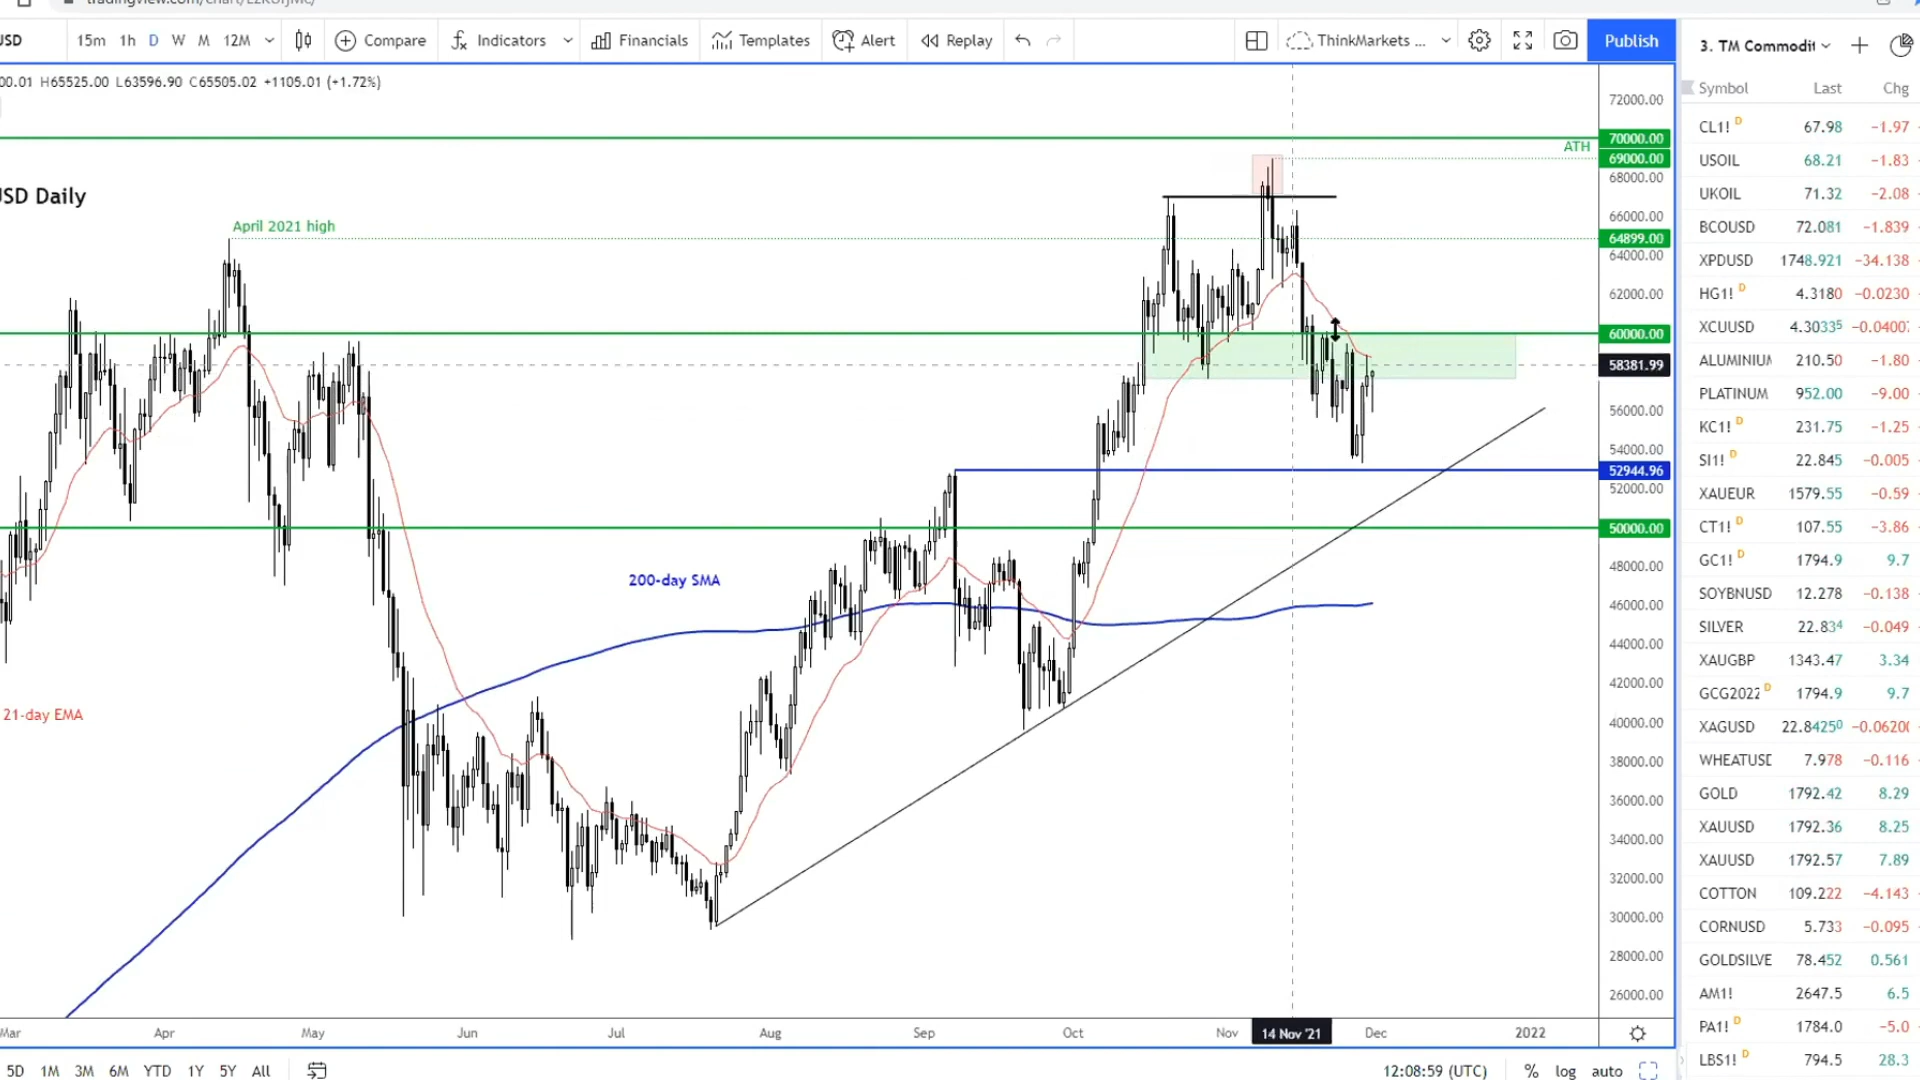 SD
15m 1h D W M 12M Compare Indicators Financials Templates Alert Replay ThinkMarkets ... Publish
00.01 H65525.00 L63596.90 C65505.02 +1105.01 (+1.72%)
SD Daily
April 2021 high
ATH
200-day SMA
21-day EMA
72000.00
70000.00
69000.00
68000.00
66000.00
64899.00
64000.00
62000.00
60000.00
58381.99
56000.00
54000.00
52944.96
52000.00
50000.00
48000.00
46000.00
44000.00
42000.00
40000.00
38000.00
36000.00
34000.00
32000.00
30000.00
28000.00
26000.00
Mar Apr May Jun Jul Aug Sep Oct Nov 14 Nov '21 Dec 2022
5D 1M 3M 6M YTD 1Y 5Y All 12:08:59 (UTC) % log auto
3. TM Commodit
Symbol Last Chg
CL1! D 67.98 −1.97
USOIL 68.21 −1.83
UKOIL 71.32 −2.08
BCOUSD 72.081 −1.839
XPDUSD 1748.921 −34.138
HG1! D 4.3180 −0.0230
XCUUSD 4.30335 −0.0400
ALUMINIUM 210.50 −1.80
PLATINUM 952.00 −9.00
KC1! D 231.75 −1.25
SI1! D 22.845 −0.005
XAUEUR 1579.55 −0.59
CT1! D 107.55 −3.86
GC1! D 1794.9 9.7
SOYBNUSD 12.278 −0.138
SILVER 22.834 −0.049
XAUGBP 1343.47 3.34
GCG2022 D 1794.9 9.7
XAGUSD 22.84250 −0.0620
WHEATUSD 7.978 −0.116
GOLD 1792.42 8.29
XAUUSD 1792.36 8.25
XAUUSD 1792.57 7.89
COTTON 109.222 −4.143
CORNUSD 5.733 −0.095
GOLDSILVE 78.452 0.561
AM1! 2647.5 6.5
PA1! D 1784.0 −5.0
LBS1! D 794.5 28.3